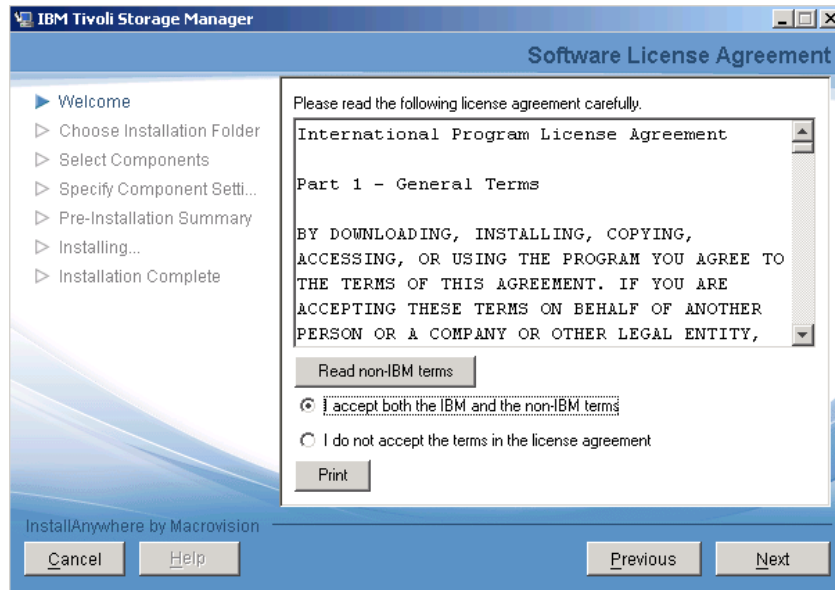 IBM Tivoli Storage Manager
Software License Agreement
Welcome
Choose Installation Folder
Select Components
Specify Component Setti...
Pre-Installation Summary
Installing...
Installation Complete
Please read the following license agreement carefully.
International Program License Agreement
Part 1 - General Terms
BY DOWNLOADING, INSTALLING, COPYING,
ACCESSING, OR USING THE PROGRAM YOU AGREE TO
THE TERMS OF THIS AGREEMENT. IF YOU ARE
ACCEPTING THESE TERMS ON BEHALF OF ANOTHER
PERSON OR A COMPANY OR OTHER LEGAL ENTITY,
Read non-IBM terms
I accept both the IBM and the non-IBM terms
I do not accept the terms in the license agreement
Print
InstallAnywhere by Macrovision
Cancel
Help
Previous
Next